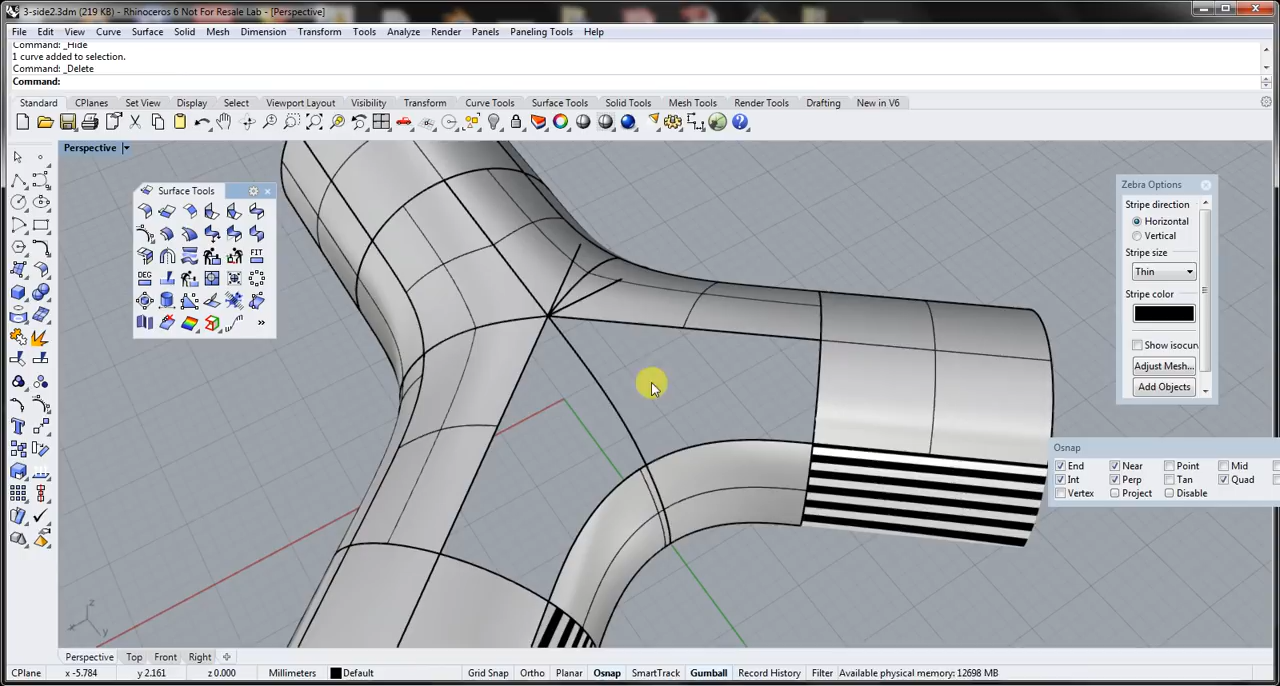 3-side2.3dm (219 KB) - Rhinoceros 6 Not For Resale Lab - [Perspective]
File Edit View Curve Surface Solid Mesh Dimension Transform Tools Analyze Render Panels Paneling Tools Help
Command: _Hide
1 curve added to selection.
Command: _Delete
Command:
Standard CPlanes Set View Display Select Viewport Layout Visibility Transform Curve Tools Surface Tools Solid Tools Mesh Tools Render Tools Drafting New in V6
Perspective
Surface Tools
FIT
DEG
Zebra Options
Stripe direction
Horizontal
Vertical
Stripe size
Thin
Stripe color
Show isocur
Adjust Mesh...
Add Objects
Osnap
End Near Point Mid
Int Perp Tan Quad
Vertex Project Disable
z
x y
Perspective Top Front Right
CPlane x -5.784 y 2.161 z 0.000 Millimeters Default Grid Snap Ortho Planar Osnap SmartTrack Gumball Record History Filter Available physical memory: 12698 MB